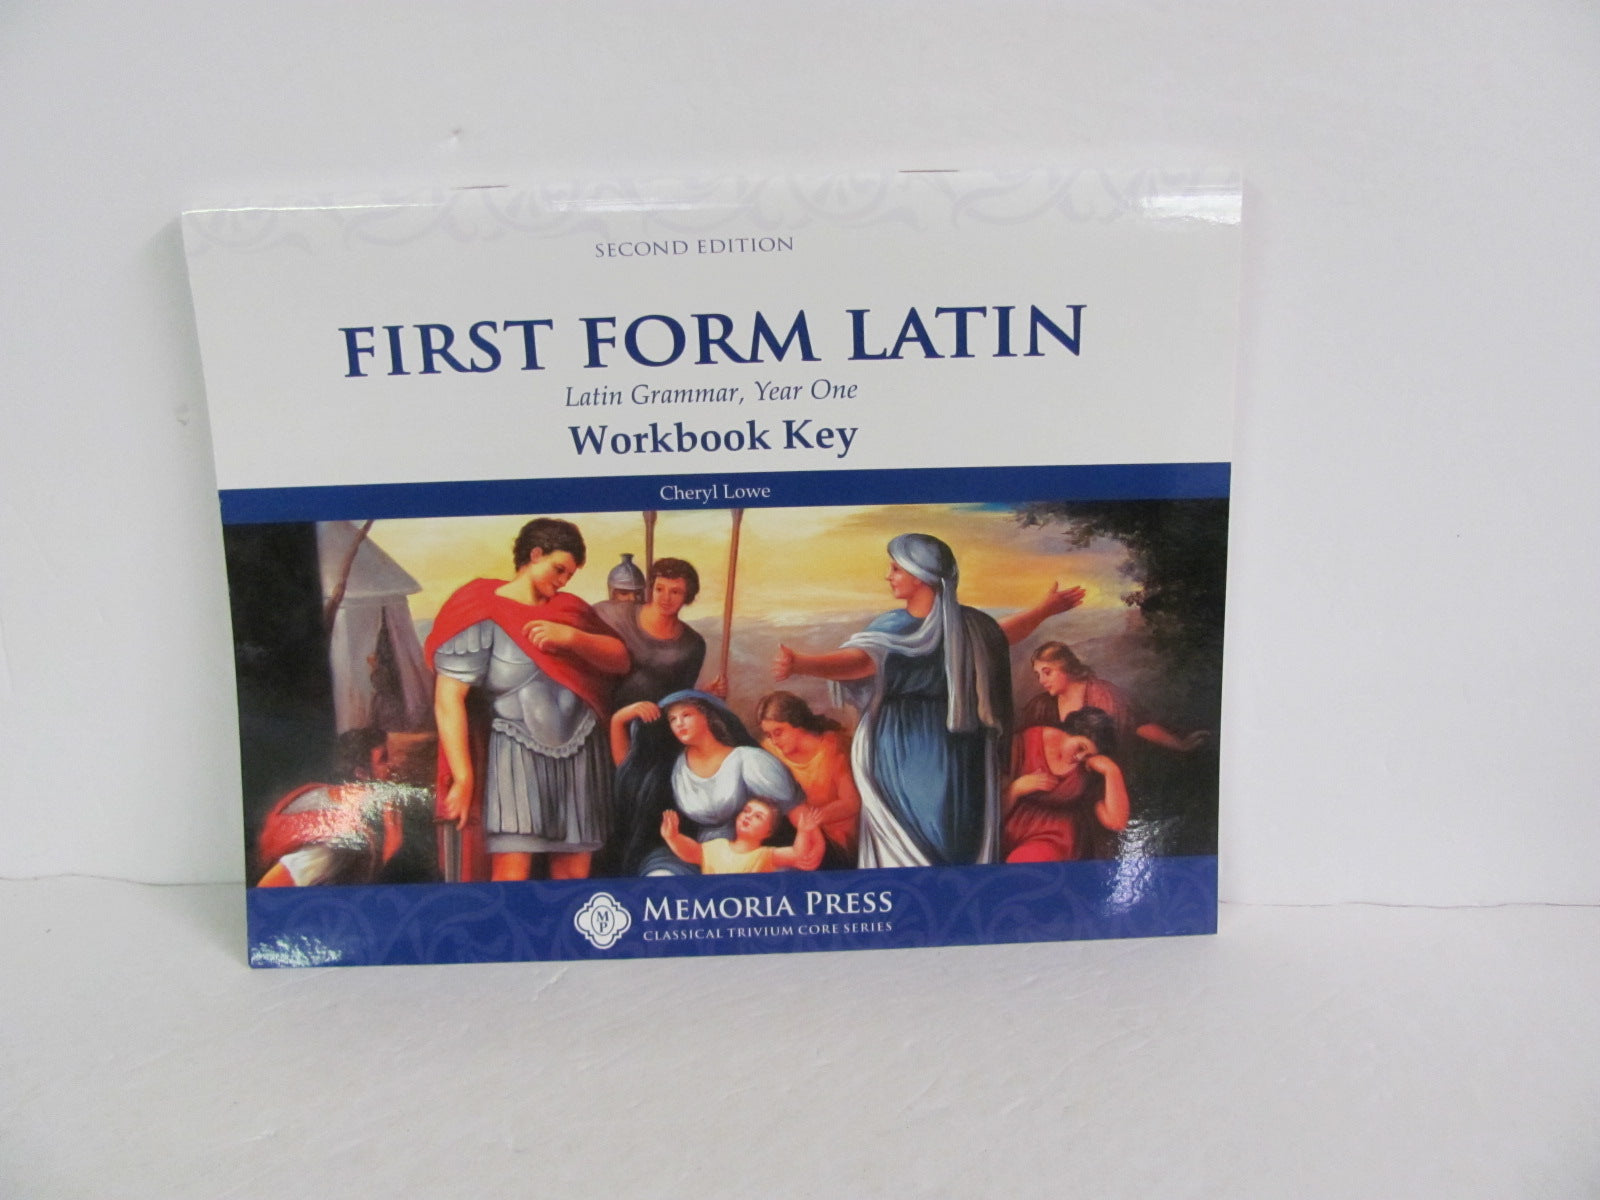 SECOND EDITION
FIRST FORM LATIN
Latin Grammar, Year One
Workbook Key
Cheryl Lowe
MP
MEMORIA PRESS
CLASSICAL TRIVIUM CORE SERIES